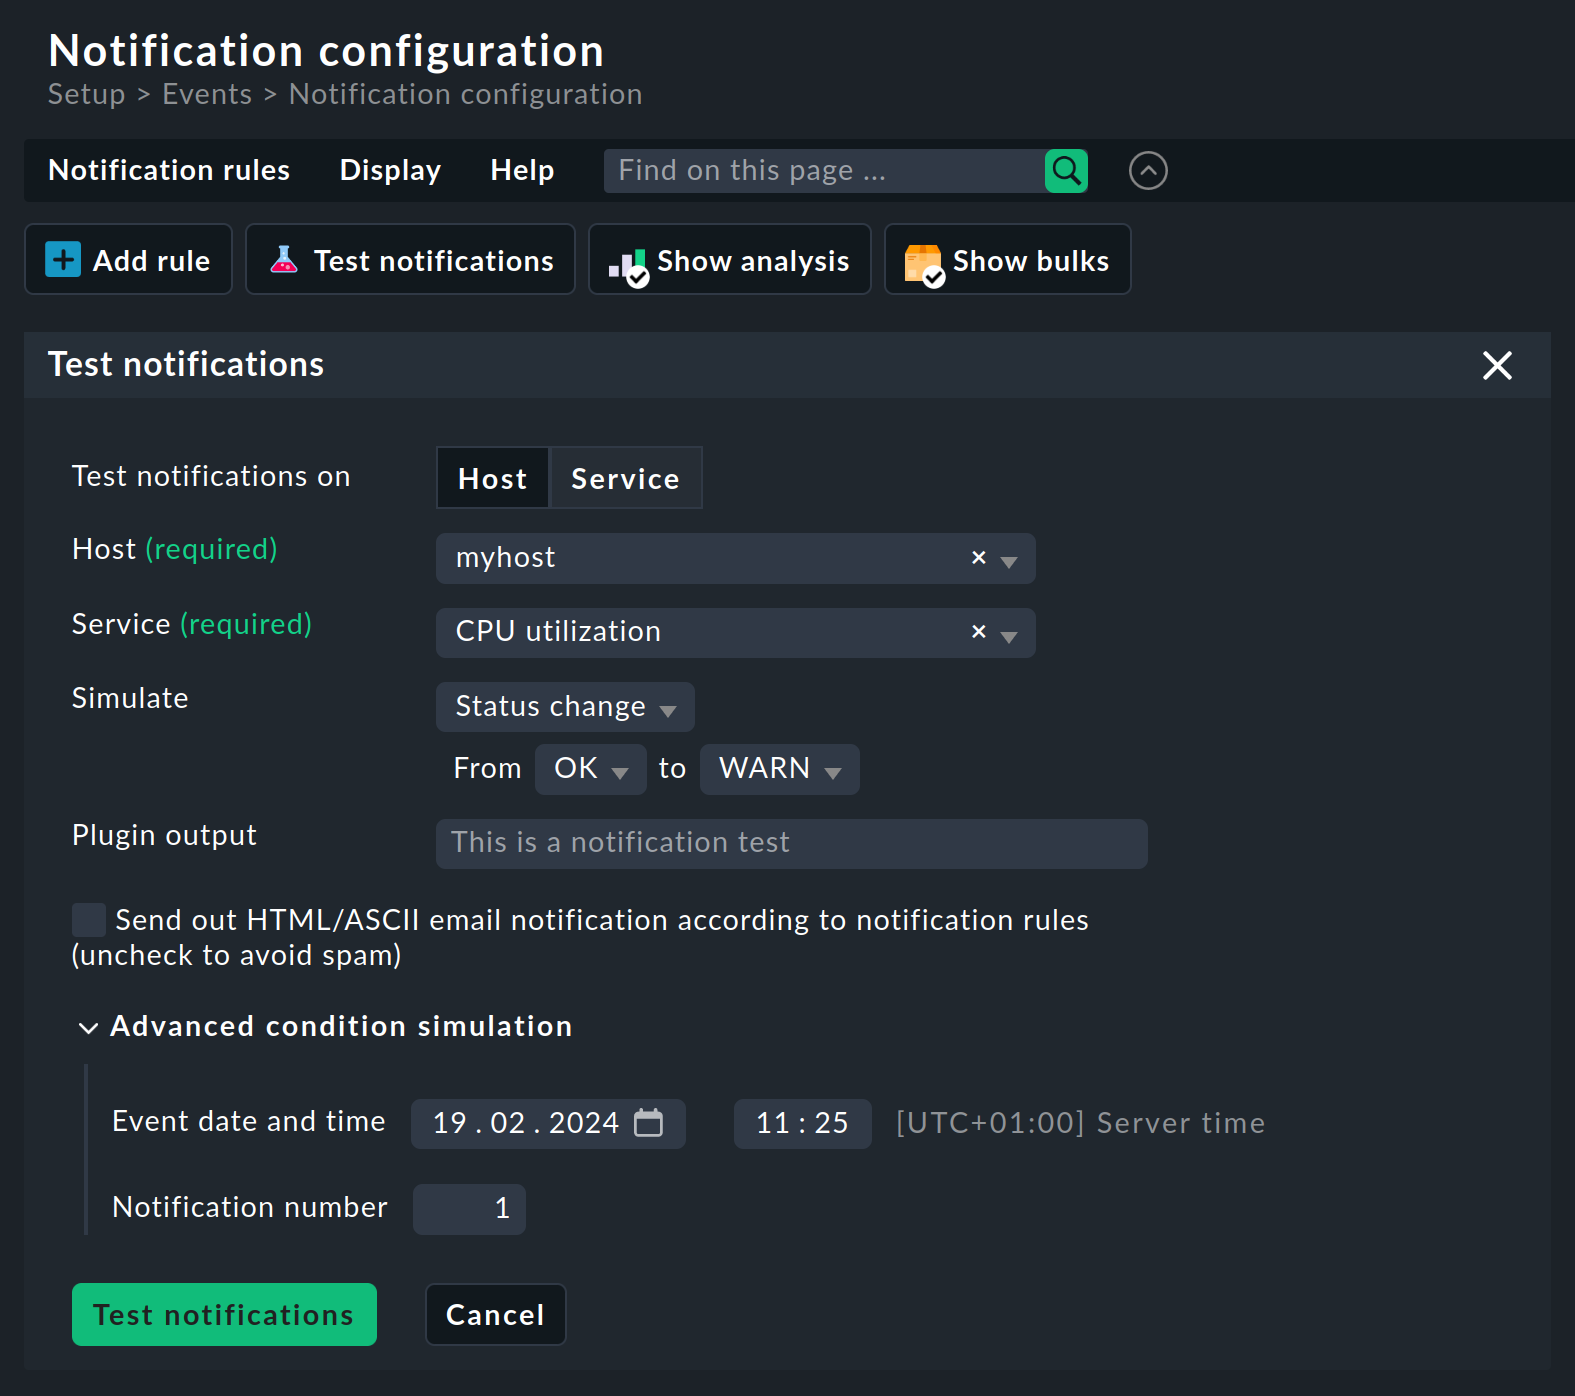 Notification configuration
Setup > Events > Notification configuration
Notification rules Display Help Find on this page ...
Add rule Test notifications Show analysis Show bulks
Test notifications
Test notifications on Host Service
Host (required) myhost
Service (required) CPU utilization
Simulate Status change
From OK to WARN
Plugin output This is a notification test
Send out HTML/ASCII email notification according to notification rules
(uncheck to avoid spam)
Advanced condition simulation
Event date and time 19.02.2024 11:25 [UTC+01:00] Server time
Notification number 1
Test notifications Cancel